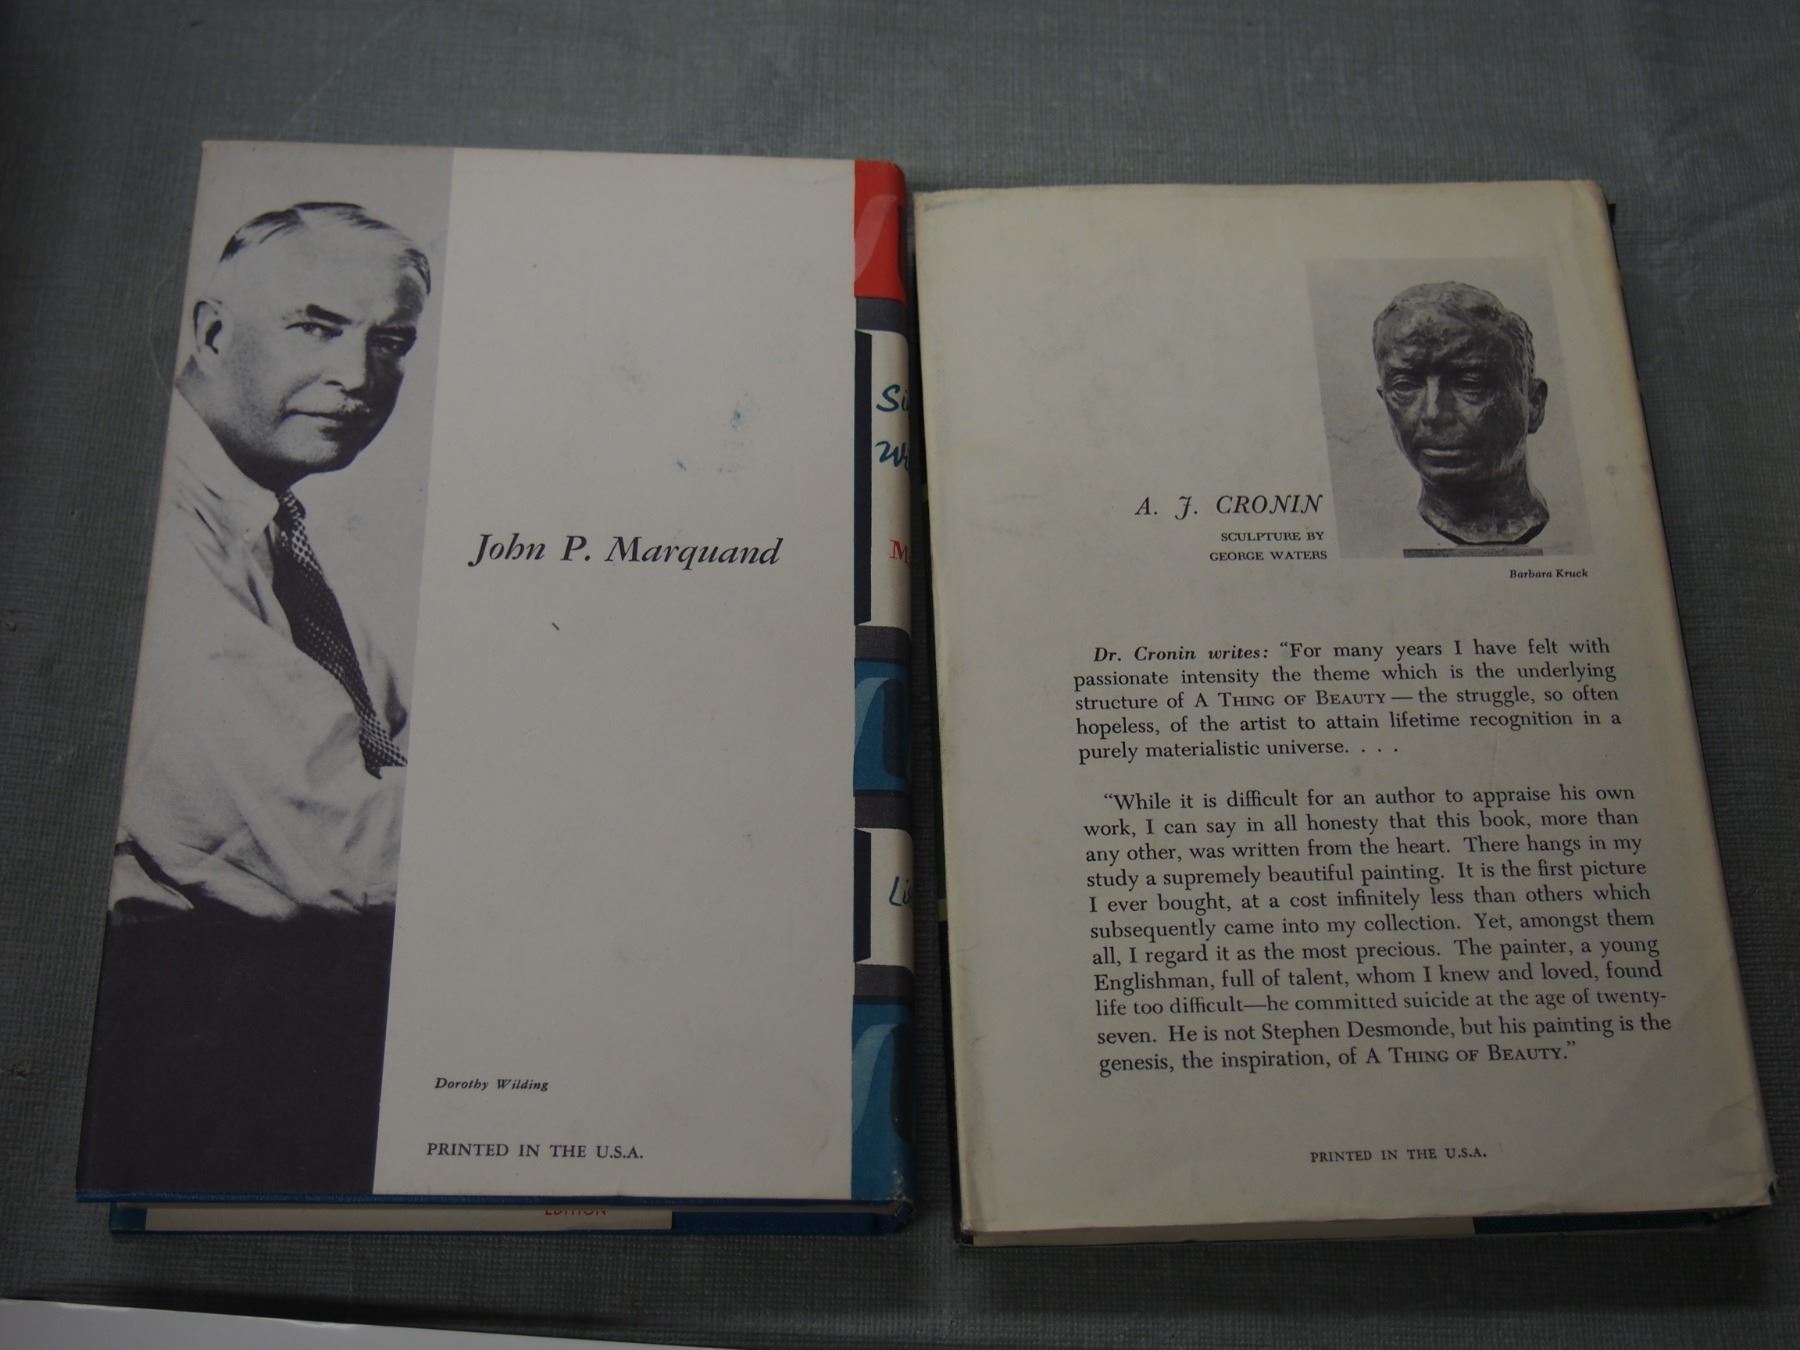 John P. Marquand
Dorothy Wilding
PRINTED IN THE U.S.A.
EDITION
A. J. CRONIN
SCULPTURE BY
GEORGE WATERS
Barbara Kruck
Dr. Cronin writes: “For many years I have felt with
passionate intensity the theme which is the underlying
structure of A THING OF BEAUTY — the struggle, so often
hopeless, of the artist to attain lifetime recognition in a
purely materialistic universe. . . .
“While it is difficult for an author to appraise his own
work, I can say in all honesty that this book, more than
any other, was written from the heart. There hangs in my
study a supremely beautiful painting. It is the first picture
I ever bought, at a cost infinitely less than others which
subsequently came into my collection. Yet, amongst them
all, I regard it as the most precious. The painter, a young
Englishman, full of talent, whom I knew and loved, found
life too difficult—he committed suicide at the age of twenty-
seven. He is not Stephen Desmonde, but his painting is the
genesis, the inspiration, of A THING OF BEAUTY.”
PRINTED IN THE U.S.A.